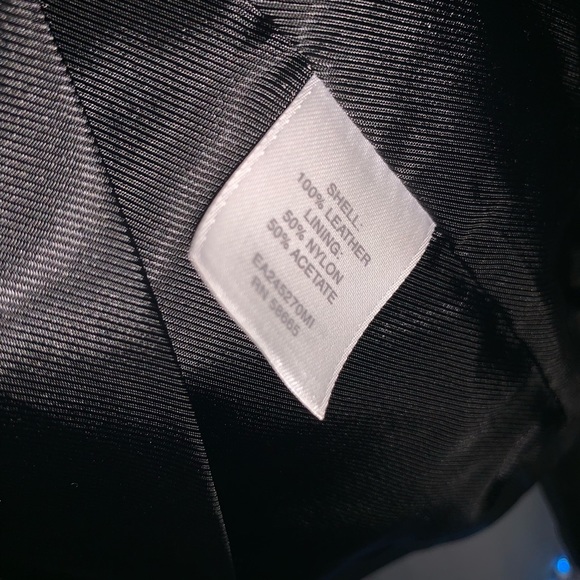 SHELL:
100% LEATHER
LINING:
50% NYLON
50% ACETATE
EA245270MI
RN 58665